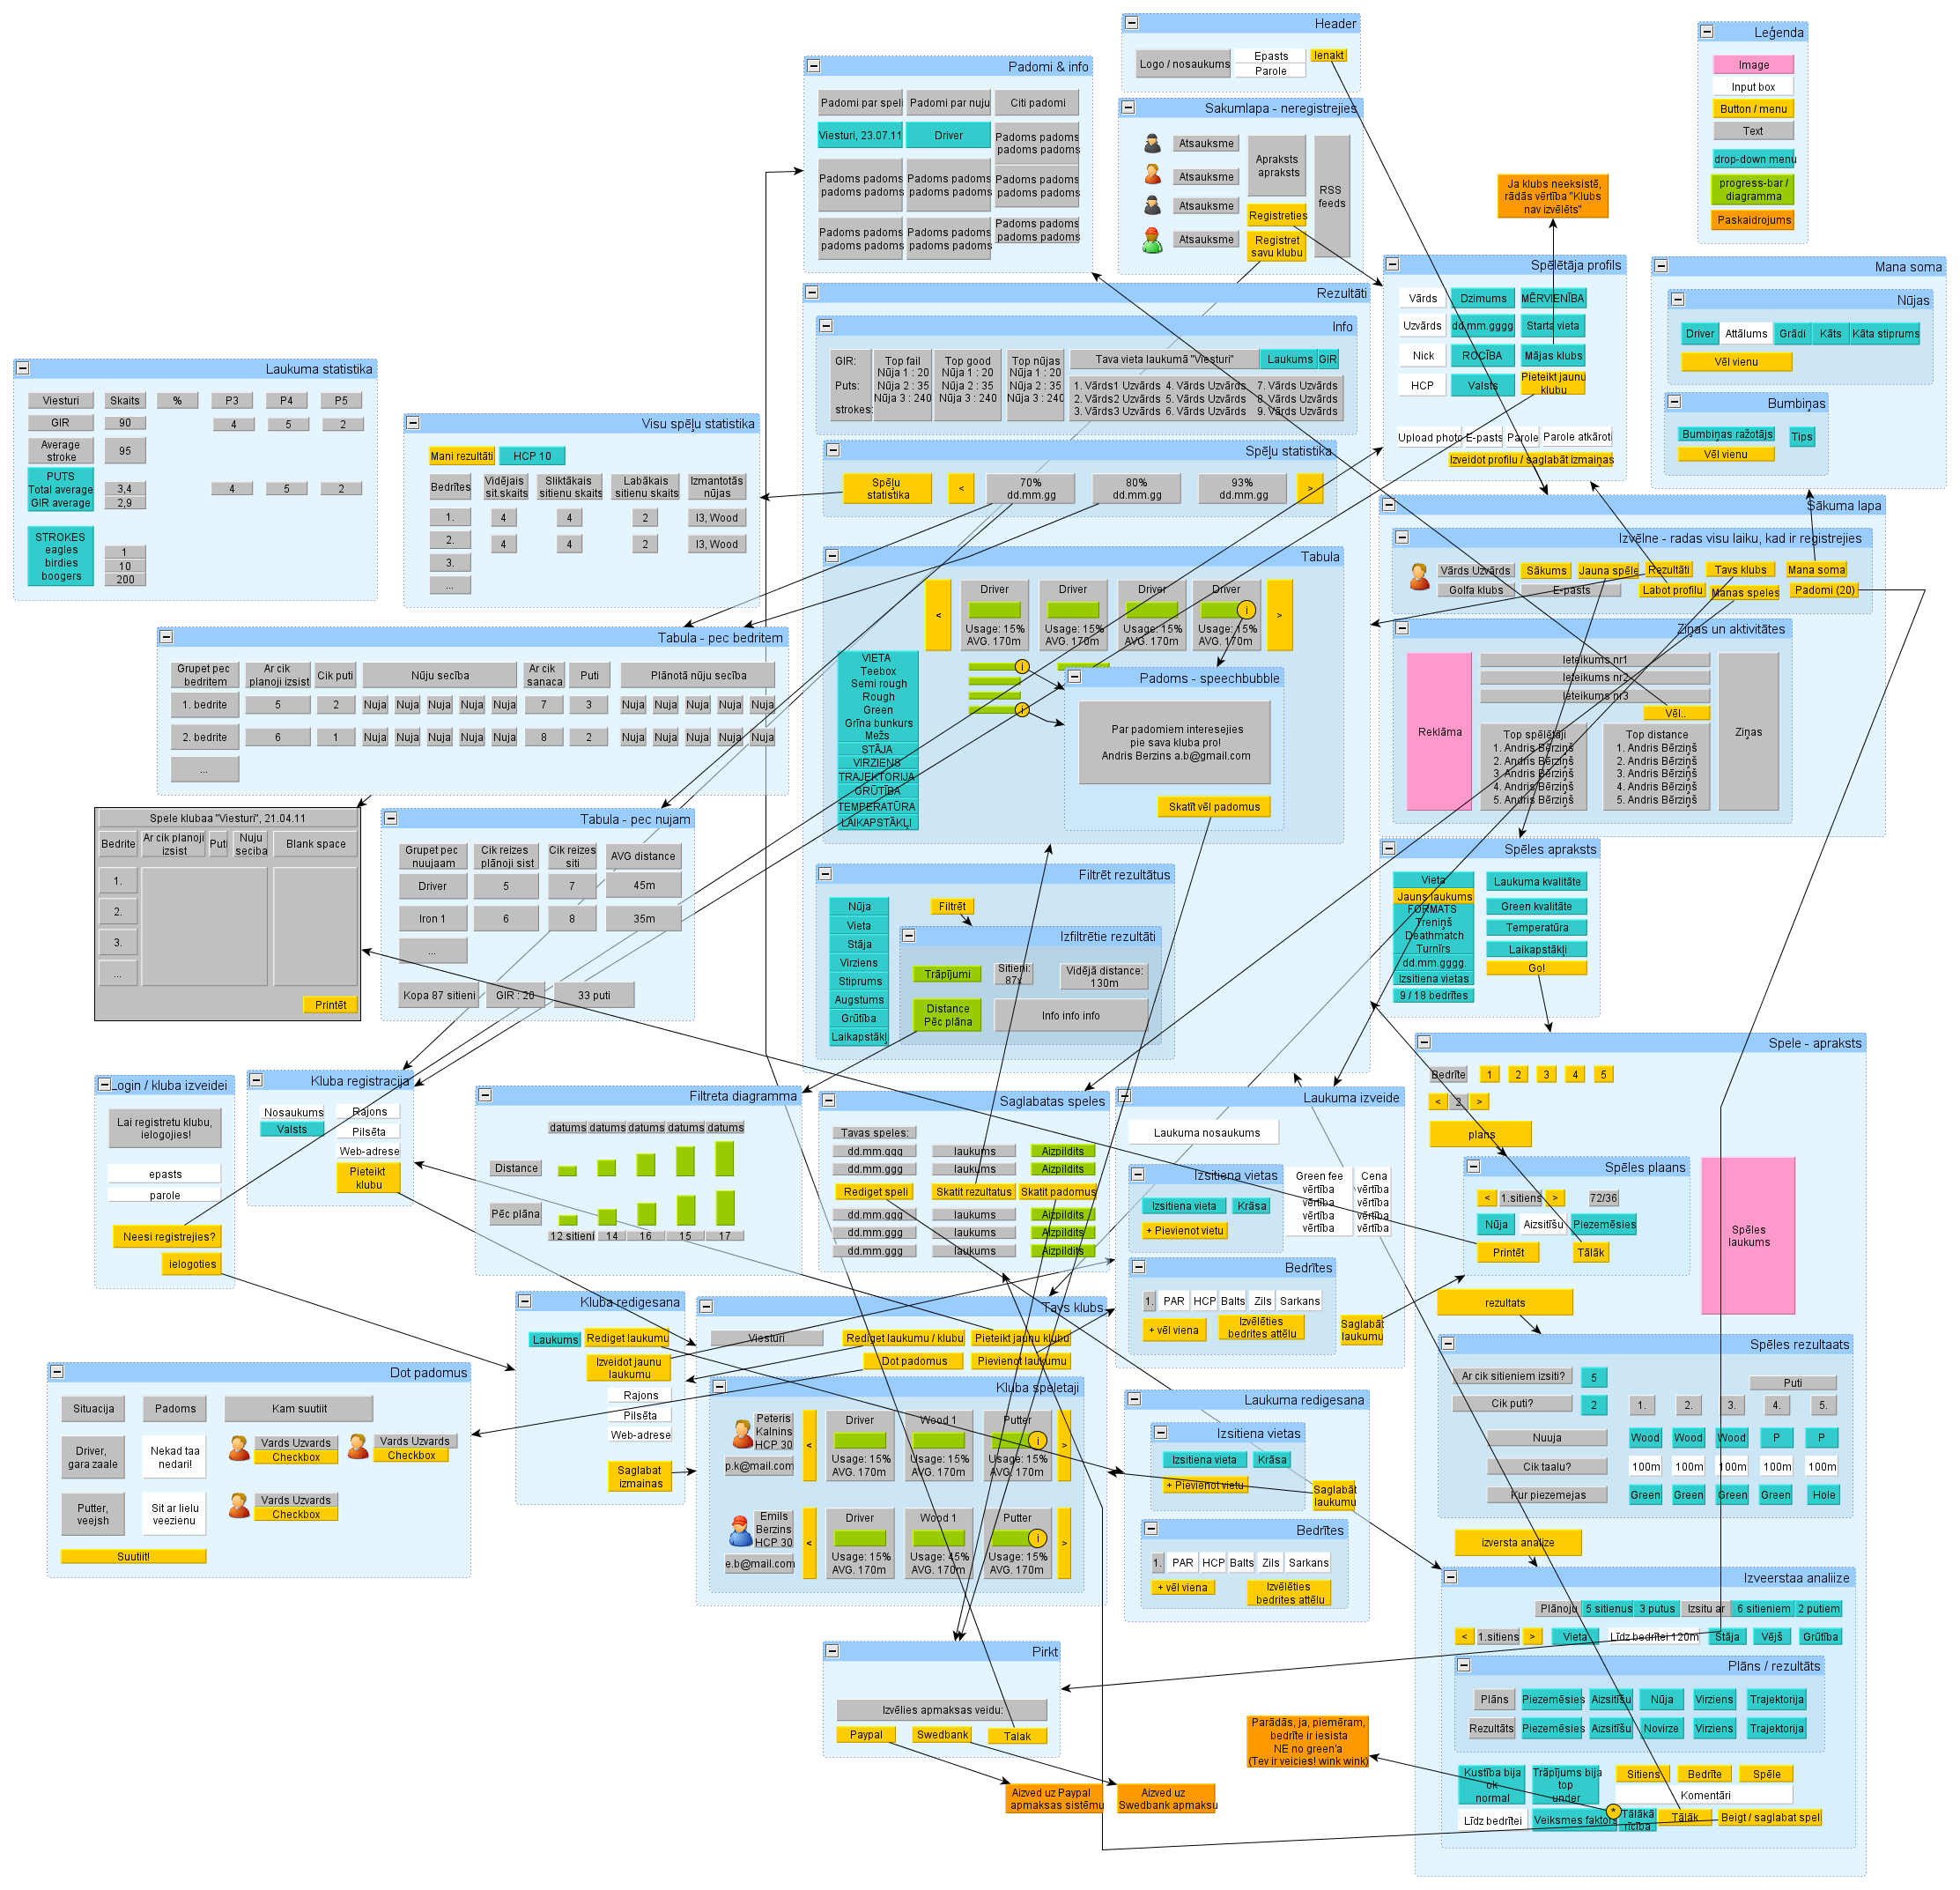 Header
Logo / nosaukums
Epasts
Parole
Ienakt
Leģenda
Image
Input box
Button / menu
Text
drop-down menu
progress-bar /
diagramma
Paskaidrojums
Padomi & info
Padomi par speli
Padomi par nuju
Citi padomi
Viesturi, 23.07.11
Driver
Padoms padoms
padoms padoms
Padoms padoms
padoms padoms
Padoms padoms
padoms padoms
Padoms padoms
padoms padoms
Padoms padoms
padoms padoms
Padoms padoms
padoms padoms
Padoms padoms
padoms padoms
Sakumlapa - neregistrejies
Atsauksme
Atsauksme
Atsauksme
Atsauksme
Apraksts
apraksts
Registreties
Registret
savu klubu
RSS
feeds
Ja klubs neeksistē,
rādās vērtība "Klubs
nav izvēlēts"
Spēlētāja profils
Vārds
Dzimums
MĒRVIENĪBA
Uzvārds
dd.mm.gggg
Starta vieta
Nick
ROCĪBA
Mājas klubs
HCP
Valsts
Pieteikt jaunu
klubu
Upload photo
E-pasts
Parole
Parole atkāroti
Izveidot profilu / saglabāt izmaiņas
Mana soma
Nūjas
Driver
Attālums
Grādi
Kāts
Kāta stiprums
Vēl vienu
Bumbiņas
Bumbiņas ražotājs
Tips
Vēl vienu
Rezultāti
Info
GIR:
Puts:
strokes:
Top fail
Nūja 1 : 20
Nūja 2 : 35
Nūja 3 : 240
Top good
Nūja 1 : 20
Nūja 2 : 35
Nūja 3 : 240
Top nūjas
Nūja 1 : 20
Nūja 2 : 35
Nūja 3 : 240
Tava vieta laukumā "Viesturi"
Laukums
GIR
1. Vārds1 Uzvārds 4. Vārds Uzvārds 7. Vārds Uzvārds
2. Vārds2 Uzvārds 5. Vārds Uzvārds 8. Vārds Uzvārds
3. Vārds3 Uzvārds 6. Vārds Uzvārds 9. Vārds Uzvārds
Spēļu statistika
Spēļu
statistika
<
70%
dd.mm.gg
80%
dd.mm.gg
93%
dd.mm.gg
>
Laukuma statistika
Viesturi
Skaits
%
P3
P4
P5
GIR
90
4
5
2
Average
stroke
95
PUTS
Total average
GIR average
3,4
2,9
4
5
2
STROKES
eagles
birdies
boogers
1
10
200
Visu spēļu statistika
Mani rezultāti
HCP 10
Bedrītes
Vidējais
sit.skaits
Sliktākais
sitienu skaits
Labākais
sitienu skaits
Izmantotās
nūjas
1.
4
4
2
I3, Wood
2.
4
4
2
I3, Wood
3.
...
Tabula
<
Driver
Usage: 15%
AVG. 170m
Driver
Usage: 15%
AVG. 170m
Driver
Usage: 15%
AVG. 170m
Driver
i
Usage: 15%
AVG. 170m
>
VIETA
Teebox
Semi rough
Rough
Green
Grīna bunkurs
Mežs
STĀJA
VIRZIENS
TRAJEKTORIJA
GRŪTĪBA
TEMPERATŪRA
LAIKAPSTĀKĻI
i
i
Padoms - speechbubble
Par padomiem interesejies
pie sava kluba pro!
Andris Berzins a.b@gmail.com
Skatīt vēl padomus
Sākuma lapa
Izvēlne - radas visu laiku, kad ir registrejies
Vārds Uzvārds
Sākums
Jauna spēle
Rezultāti
Tavs klubs
Mana soma
Golfa klubs
E-pasts
Labot profilu
Manas speles
Padomi (20)
Ziņas un aktivitātes
Reklāma
Ieteikums nr1
Ieteikums nr2
Ieteikums nr3
Vēl..
Top spēlētāji
1. Andris Bērziņš
2. Andris Bērziņš
3. Andris Bērziņš
4. Andris Bērziņš
5. Andris Bērziņš
Top distance
1. Andris Bērziņš
2. Andris Bērziņš
3. Andris Bērziņš
4. Andris Bērziņš
5. Andris Bērziņš
Ziņas
Tabula - pec bedritem
Grupet pec
bedritem
Ar cik
planoji izsist
Cik puti
Nūju secība
Ar cik
sanaca
Puti
Plānotā nūju secība
1. bedrite
5
2
Nuja Nuja Nuja Nuja Nuja
7
3
Nuja Nuja Nuja Nuja Nuja
2. bedrite
6
1
Nuja Nuja Nuja Nuja Nuja
8
2
Nuja Nuja Nuja Nuja Nuja
...
Spele klubaa "Viesturi", 21.04.11
Bedrite
Ar cik planoji
izsist
Puti
Nuju
seciba
Blank space
1.
2.
3.
...
Printēt
Tabula - pec nujam
Grupet pec
nuujaam
Cik reizes
plānoji sist
Cik reizes
siti
AVG distance
Driver
5
7
45m
Iron 1
6
8
35m
...
Kopa 87 sitieni
GIR : 20
33 puti
Filtrēt rezultātus
Nūja
Vieta
Stāja
Virziens
Stiprums
Augstums
Grūtība
Laikapstākļ
Filtrēt
Izfiltrētie rezultāti
Trāpījumi
Sitieni:
87x
Vidējā distance:
130m
Distance
Pēc plāna
Info info info
Spēles apraksts
Vieta
Jauns laukums
FORMATS
Treniņš
Deathmatch
Turnīrs
dd.mm.gggg.
Izsitiena vietas
9 / 18 bedrītes
Laukuma kvalitāte
Green kvalitāte
Temperatūra
Laikapstākļi
Go!
Spele - apraksts
Bedrīte
1
2
3
4
5
<
2
>
plans
Spēles plaans
<
1.sitiens
>
72/36
Nūja
Aizsitīšu
Piezemēsies
Printēt
Tālāk
Spēles
laukums
rezultats
Spēles rezultaats
Ar cik sitieniem izsiti?
5
Puti
Cik puti?
2
1.
2.
3.
4.
5.
Nuuja
Wood
Wood
Wood
P
P
Cik taalu?
100m
100m
100m
100m
100m
Kur piezemejas
Green
Green
Green
Green
Hole
izversta analize
Izveerstaa analiize
Plānoju
5 sitienus
3 putus
Izsitu ar
6 sitieniem
2 putiem
<
1.sitiens
>
Vieta
Līdz bedrītei 120m
Stāja
Vējš
Grūtība
Plāns / rezultāts
Plāns
Piezemēsies
Aizsitīšu
Nūja
Virziens
Trajektorija
Rezultāts
Piezemēsies
Aizsitīšu
Novirze
Virziens
Trajektorija
Kustība bija
ok
normal
Trāpījums bija
top
under
Sitiens
Bedrīte
Spēle
Komentāri
Līdz bedrītei
Veiksmes faktors
*
Tālākā
rīcība
Tālāk
Beigt / saglabat speli
Login / kluba izveidei
Lai registretu klubu,
ielogojies!
epasts
parole
Neesi registrejies?
ielogoties
Kluba registracija
Nosaukums
Valsts
Rajons
Pilsēta
Web-adrese
Pieteikt
klubu
Filtreta diagramma
datums datums datums datums datums
Distance
Pēc plāna
12 sitieni
14
16
15
17
Saglabatas speles
Tavas speles:
dd.mm.ggg
laukums
Aizpildits
dd.mm.ggg
laukums
Aizpildits
Rediget speli
Skatit rezultatus
Skatit padomus
dd.mm.ggg
laukums
Aizpildits
dd.mm.ggg
laukums
Aizpildits
dd.mm.ggg
laukums
Aizpildits
Laukuma izveide
Laukuma nosaukums
Izsitiena vietas
Izsitiena vieta
Krāsa
+ Pievienot vietu
Green fee
vērtība
vērtība
vērtība
vērtība
Cena
vērtība
vērtība
vērtība
vērtība
Bedrītes
1.
PAR
HCP
Balts
Zils
Sarkans
+ vēl viena
Izvēlēties
bedrites attēlu
Saglabāt
laukumu
Kluba redigesana
Laukums
Rediget laukumu
Izveidot jaunu
laukumu
Rajons
Pilsēta
Web-adrese
Saglabat
izmainas
Tavs klubs
Viesturi
Rediget laukumu / klubu
Pieteikt jaunu klubu
Dot padomus
Pievienot laukumu
Kluba speletaji
Peteris
Kalnins
HCP 30
p.k@mail.com
<
Driver
Usage: 15%
AVG. 170m
Wood 1
Usage: 15%
AVG. 170m
Putter
i
Usage: 15%
AVG. 170m
>
Emils
Berzins
HCP 30
e.b@mail.com
<
Driver
Usage: 15%
AVG. 170m
Wood 1
Usage: 45%
AVG. 170m
Putter
i
Usage: 15%
AVG. 170m
>
Dot padomus
Situacija
Padoms
Kam suutiit
Driver,
gara zaale
Nekad taa
nedari!
Vards Uzvards
Checkbox
Vards Uzvards
Checkbox
Putter,
veejsh
Sit ar lielu
veezienu
Vards Uzvards
Checkbox
Suutiit!
Laukuma redigesana
Izsitiena vietas
Izsitiena vieta
Krāsa
+ Pievienot vietu
Saglabāt
laukumu
Bedrītes
1.
PAR
HCP
Balts
Zils
Sarkans
+ vēl viena
Izvēlēties
bedrites attēlu
Pirkt
Izvēlies apmaksas veidu:
Paypal
Swedbank
Talak
Aizved uz Paypal
apmaksas sistēmu
Aizved uz
Swedbank apmaksu
Parādās, ja, piemēram,
bedrīte ir iesista
NE no green'a
(Tev ir veicies! wink wink)